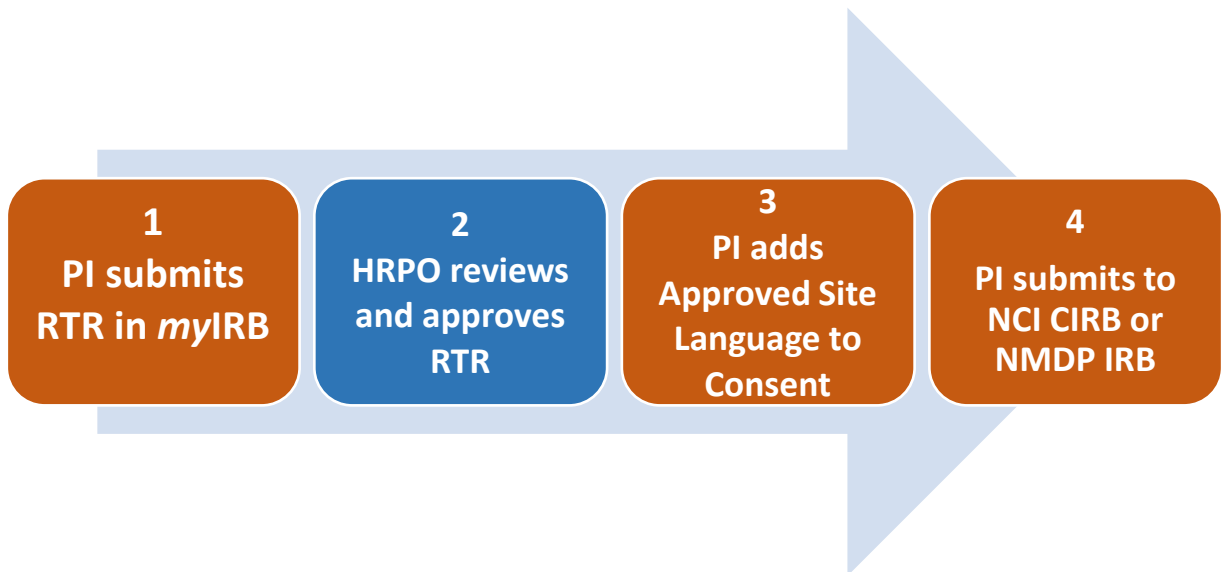 1
PI submits
RTR in myIRB
2
HRPO reviews
and approves
RTR
3
PI adds
Approved Site
Language to
Consent
4
PI submits to
NCI CIRB or
NMDP IRB